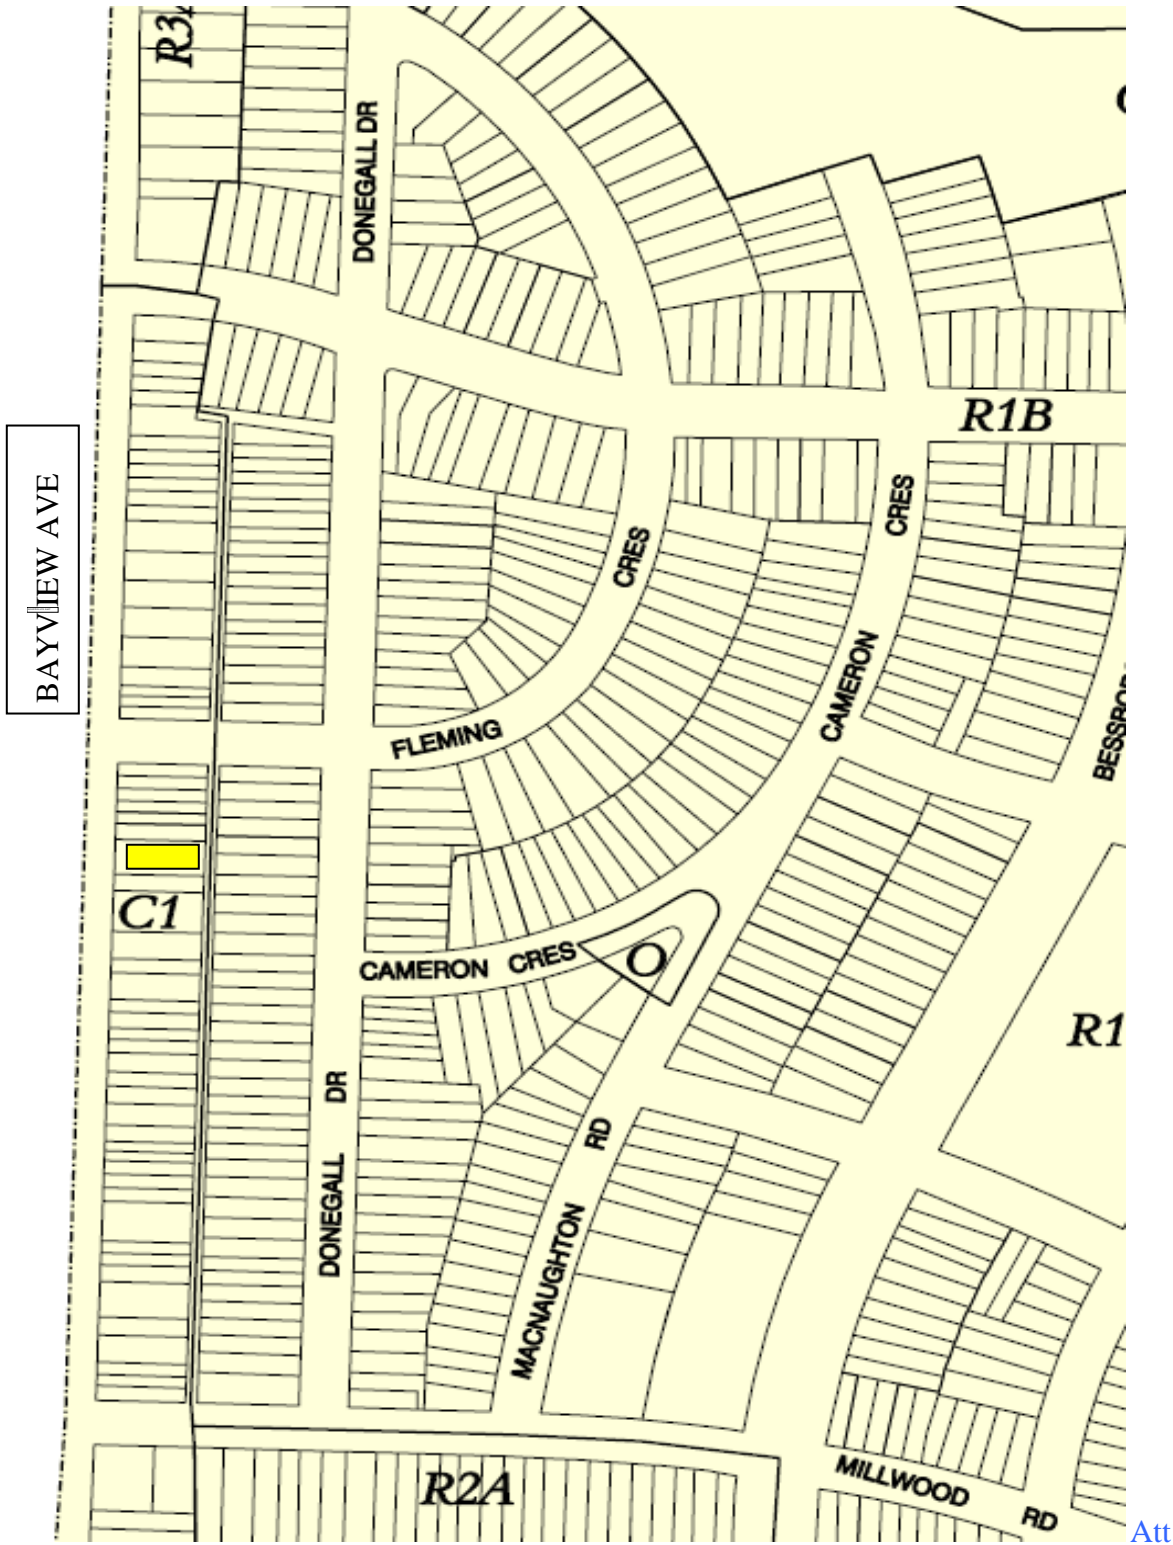 R3
DONEGALL DR
R1B
BAYVIEW AVE
CRES
CRES
CAMERON
FLEMING
C1
CAMERON CRES
O
R1
DONEGALL DR
MACNAUGHTON RD
R2A
MILLWOOD RD
Att